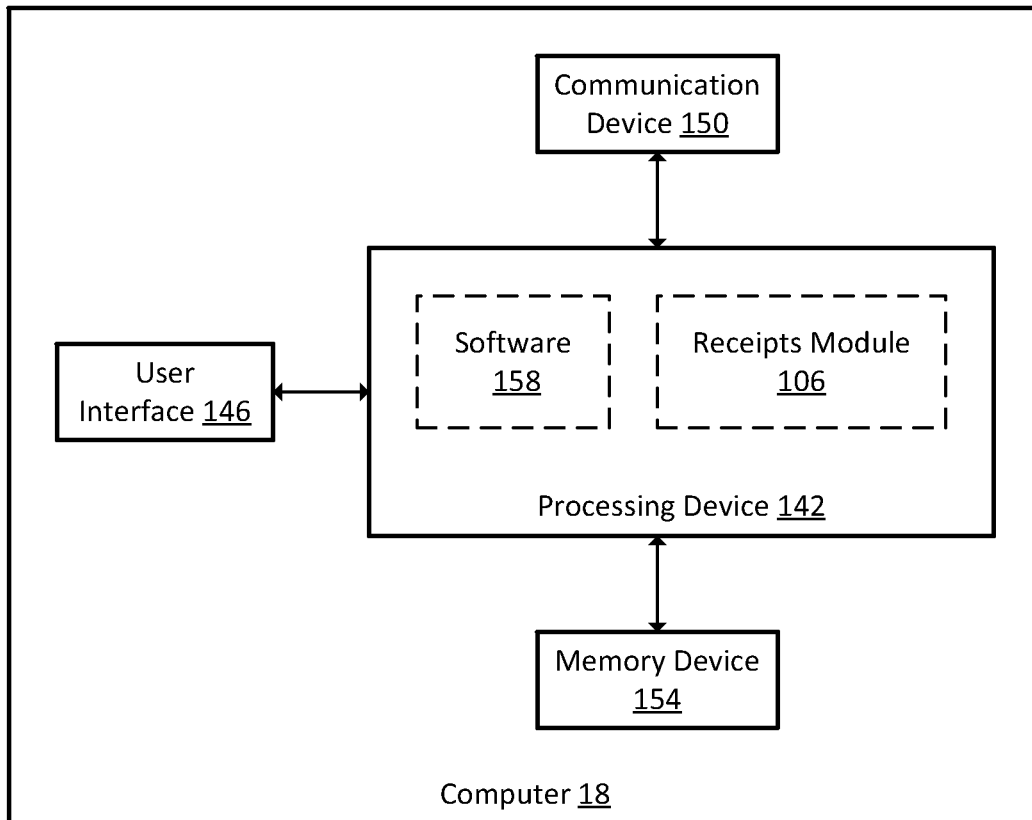 Communication
Device 150
Software
158
Receipts Module
106
User
Interface 146
Processing Device 142
Memory Device
154
Computer 18